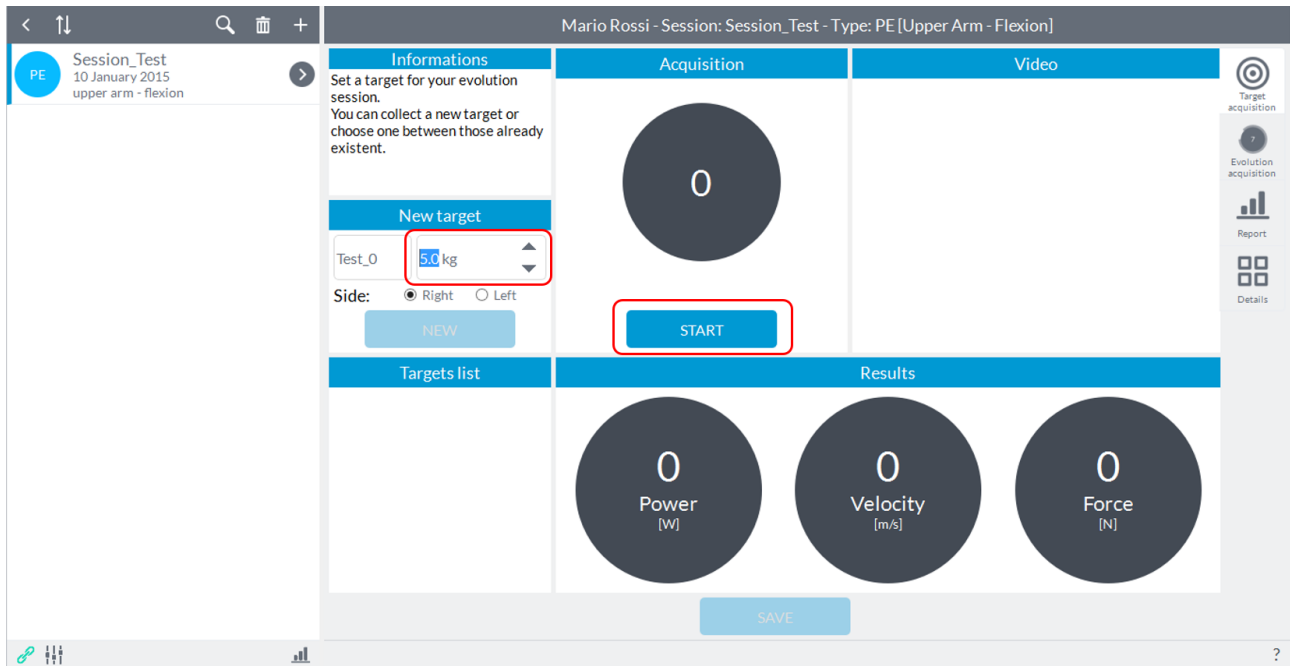 Mario Rossi - Session: Session_Test - Type: PE [Upper Arm - Flexion]
PE
Session_Test
10 January 2015
upper arm - flexion
Informations
Set a target for your evolution
session.
You can collect a new target or
choose one between those already
existent.
New target
Test_0
5.0 kg
Side:
Right
Left
NEW
Targets list
Acquisition
0
START
Video
Results
0
Power
[W]
0
Velocity
[m/s]
0
Force
[N]
SAVE
Target
acquisition
7
Evolution
acquisition
Report
Details
?